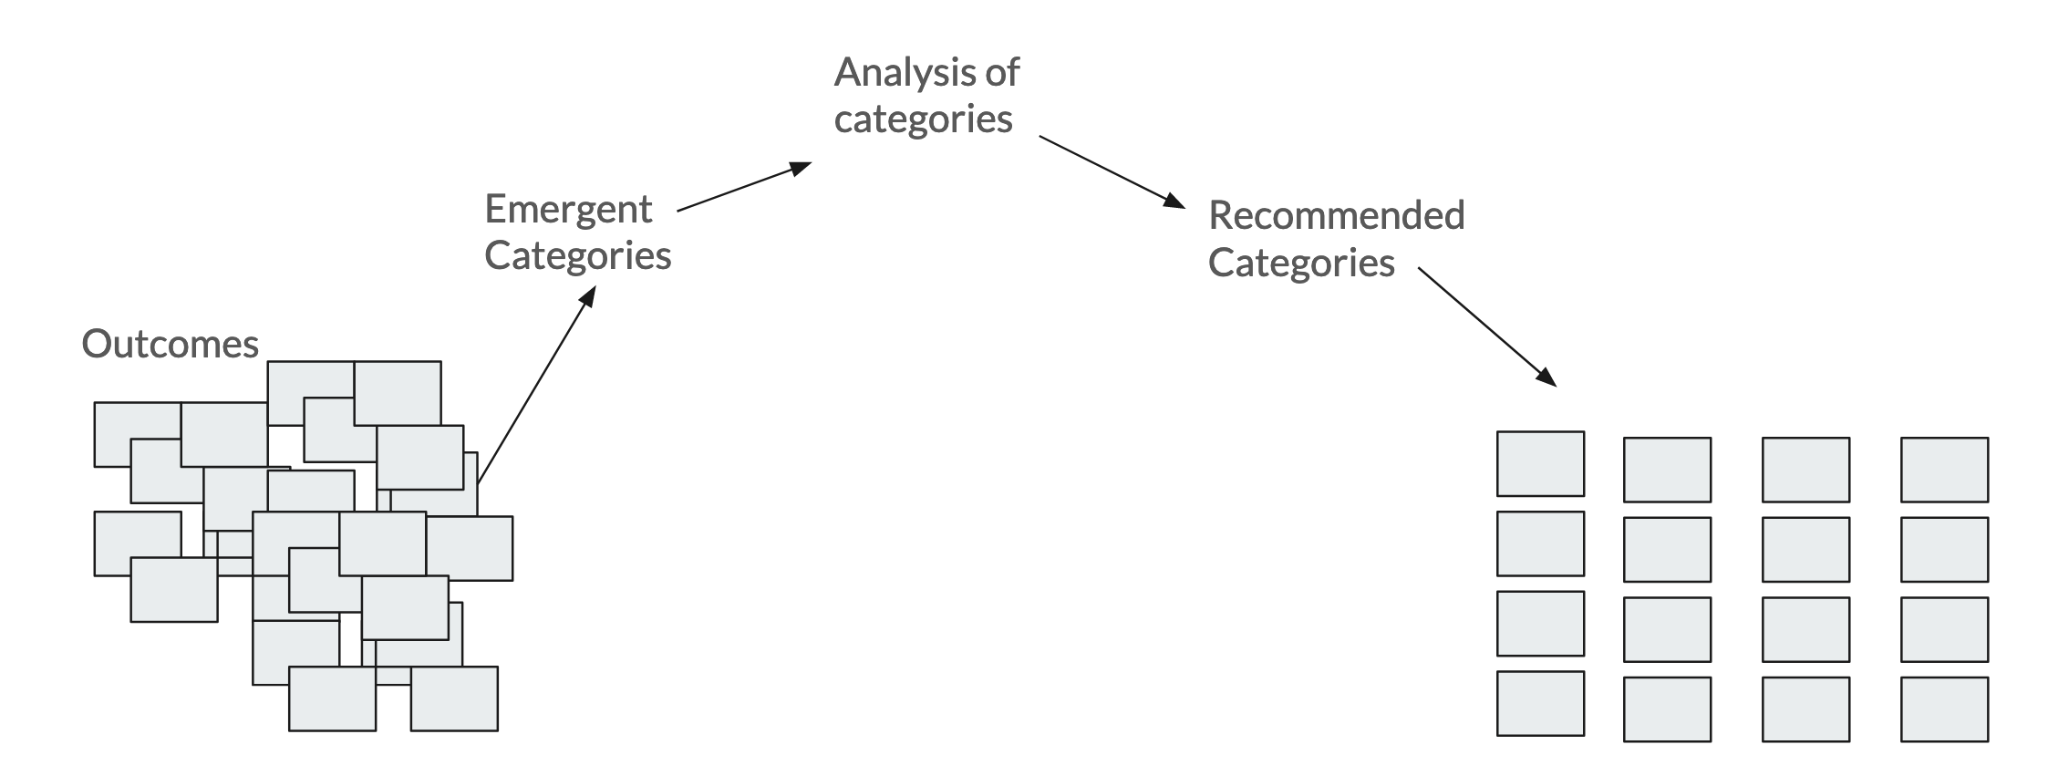 Analysis of
categories
Emergent
Categories
Recommended
Categories
Outcomes